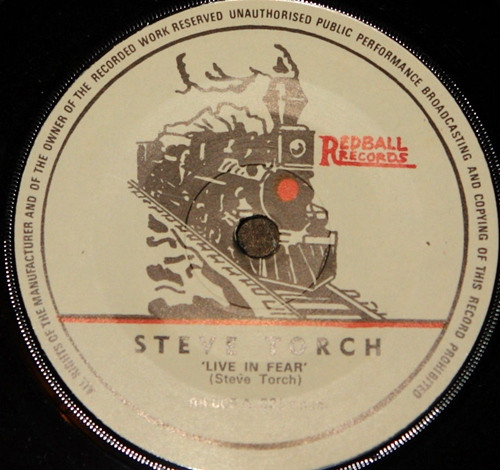 ALL RIGHTS OF THE MANUFACTURER AND OF THE OWNER OF THE RECORDED WORK RESERVED UNAUTHORISED PUBLIC PERFORMANCE BROADCASTING AND COPYING OF THIS RECORD PROHIBITED
REDBALL
RECORDS
STEVE TORCH
'LIVE IN FEAR'
(Steve Torch)